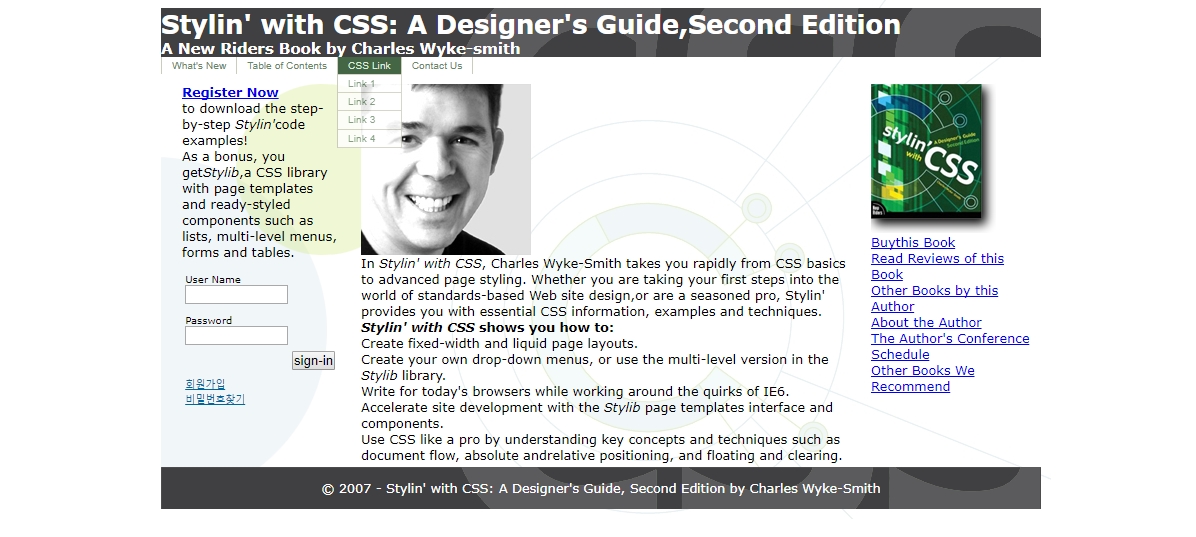 Stylin' with CSS: A Designer's Guide,Second Edition
A New Riders Book by Charles Wyke-smith
What's New
Table of Contents
CSS Link
Contact Us
Link 1
Link 2
Link 3
Link 4
Register Now
to download the step-
by-step Stylin'code
examples!
As a bonus, you
getStylib,a CSS library
with page templates
and ready-styled
components such as
lists, multi-level menus,
forms and tables.
User Name
Password
sign-in
회원가입
비밀번호찾기
In Stylin' with CSS, Charles Wyke-Smith takes you rapidly from CSS basics
to advanced page styling. Whether you are taking your first steps into the
world of standards-based Web site design,or are a seasoned pro, Stylin'
provides you with essential CSS information, examples and techniques.
Stylin' with CSS shows you how to:
Create fixed-width and liquid page layouts.
Create your own drop-down menus, or use the multi-level version in the
Stylib library.
Write for today's browsers while working around the quirks of IE6.
Accelerate site development with the Stylib page templates interface and
components.
Use CSS like a pro by understanding key concepts and techniques such as
document flow, absolute andrelative positioning, and floating and clearing.
stylin'
with
CSS
A Designer's Guide
Second Edition
Buythis Book
Read Reviews of this
Book
Other Books by this
Author
About the Author
The Author's Conference
Schedule
Other Books We
Recommend
© 2007 - Stylin' with CSS: A Designer's Guide, Second Edition by Charles Wyke-Smith